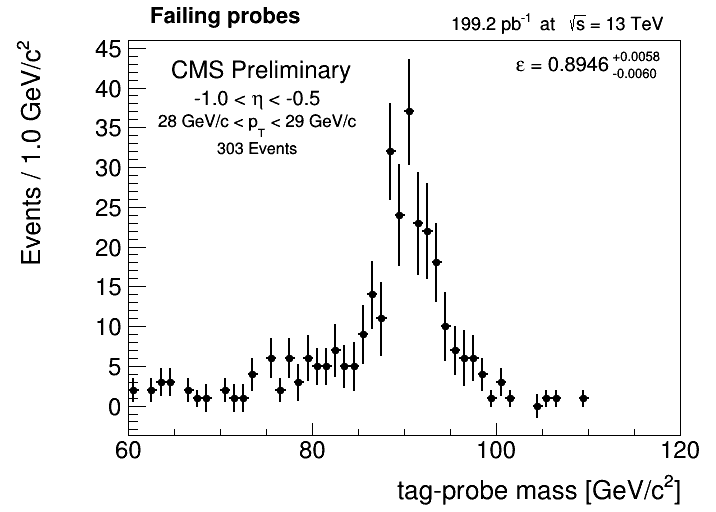 Failing probes
199.2 pb⁻¹ at √s = 13 TeV
CMS Preliminary
-1.0 < η < -0.5
28 GeV/c < p_T < 29 GeV/c
303 Events
ε = 0.8946 +0.0058 -0.0060
Events / 1.0 GeV/c²
45
40
35
30
25
20
15
10
5
0
60 80 100 120
tag-probe mass [GeV/c²]